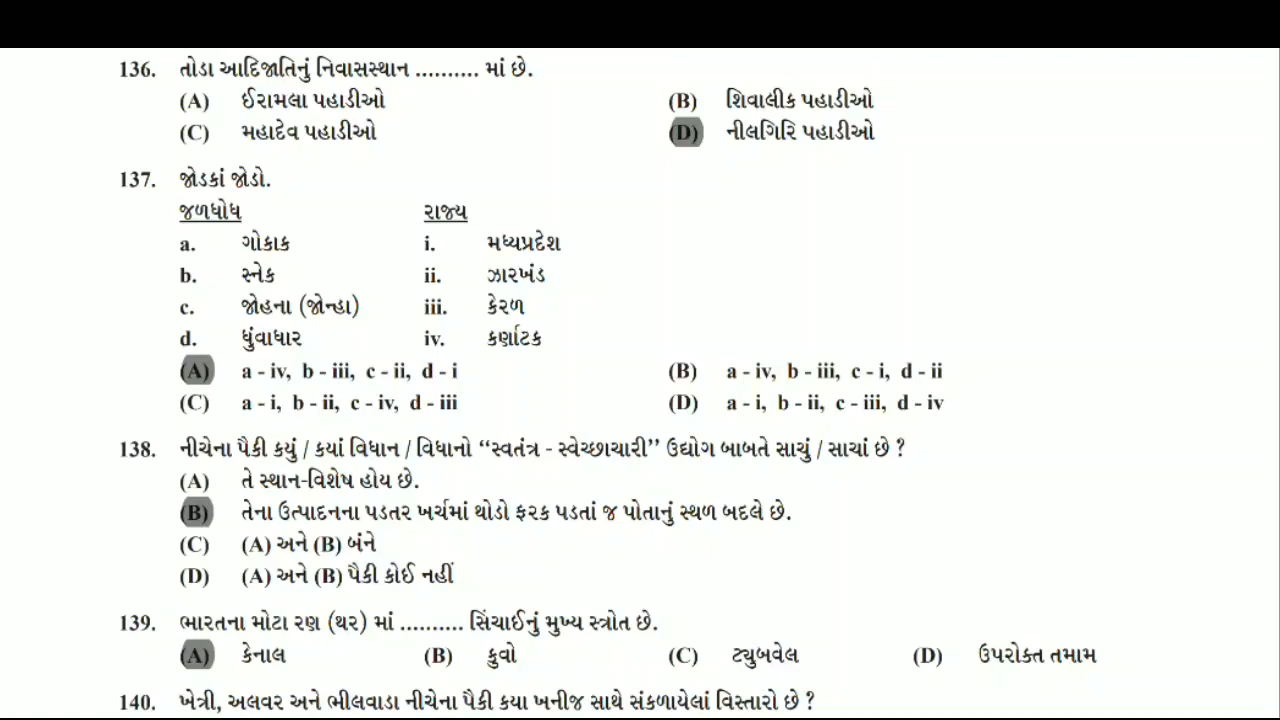 136. તોડા આદિજાતિનું નિવાસસ્થાન .......... માં છે.
(A) ઈરામલા પહાડીઓ (B) શિવાલીક પહાડીઓ
(C) મહાદેવ પહાડીઓ (D) નીલગિરિ પહાડીઓ
137. જોડકાં જોડો.
જળધોધ રાજ્ય
a. ગોકાક i. મધ્યપ્રદેશ
b. સ્નેક ii. ઝારખંડ
c. જોહના (જોન્હા) iii. કેરળ
d. ધુંવાધાર iv. કર્ણાટક
(A) a - iv, b - iii, c - ii, d - i (B) a - iv, b - iii, c - i, d - ii
(C) a - i, b - ii, c - iv, d - iii (D) a - i, b - ii, c - iii, d - iv
138. નીચેના પૈકી કયું / કયાં વિધાન / વિધાનો “સ્વતંત્ર - સ્વેચ્છાચારી” ઉદ્યોગ બાબતે સાચું / સાચાં છે ?
(A) તે સ્થાન-વિશેષ હોય છે.
(B) તેના ઉત્પાદનના પડતર ખર્ચમાં થોડો ફરક પડતાં જ પોતાનું સ્થળ બદલે છે.
(C) (A) અને (B) બંને
(D) (A) અને (B) પૈકી કોઈ નહીં
139. ભારતના મોટા રણ (થર) માં .......... સિંચાઈનું મુખ્ય સ્ત્રોત છે.
(A) કેનાલ (B) કુવો (C) ટ્યુબવેલ (D) ઉપરોક્ત તમામ
140. ખેત્રી, અલવર અને ભીલવાડા નીચેના પૈકી કયા ખનીજ સાથે સંકળાયેલાં વિસ્તારો છે ?